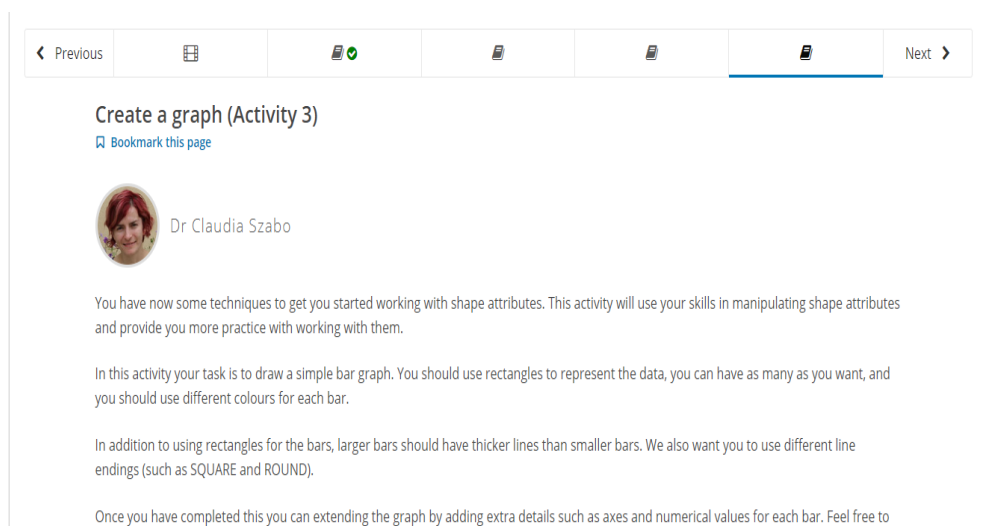 Previous
Next
Create a graph (Activity 3)
Bookmark this page
Dr Claudia Szabo
You have now some techniques to get you started working with shape attributes. This activity will use your skills in manipulating shape attributes
and provide you more practice with working with them.
In this activity your task is to draw a simple bar graph. You should use rectangles to represent the data, you can have as many as you want, and
you should use different colours for each bar.
In addition to using rectangles for the bars, larger bars should have thicker lines than smaller bars. We also want you to use different line
endings (such as SQUARE and ROUND).
Once you have completed this you can extending the graph by adding extra details such as axes and numerical values for each bar. Feel free to